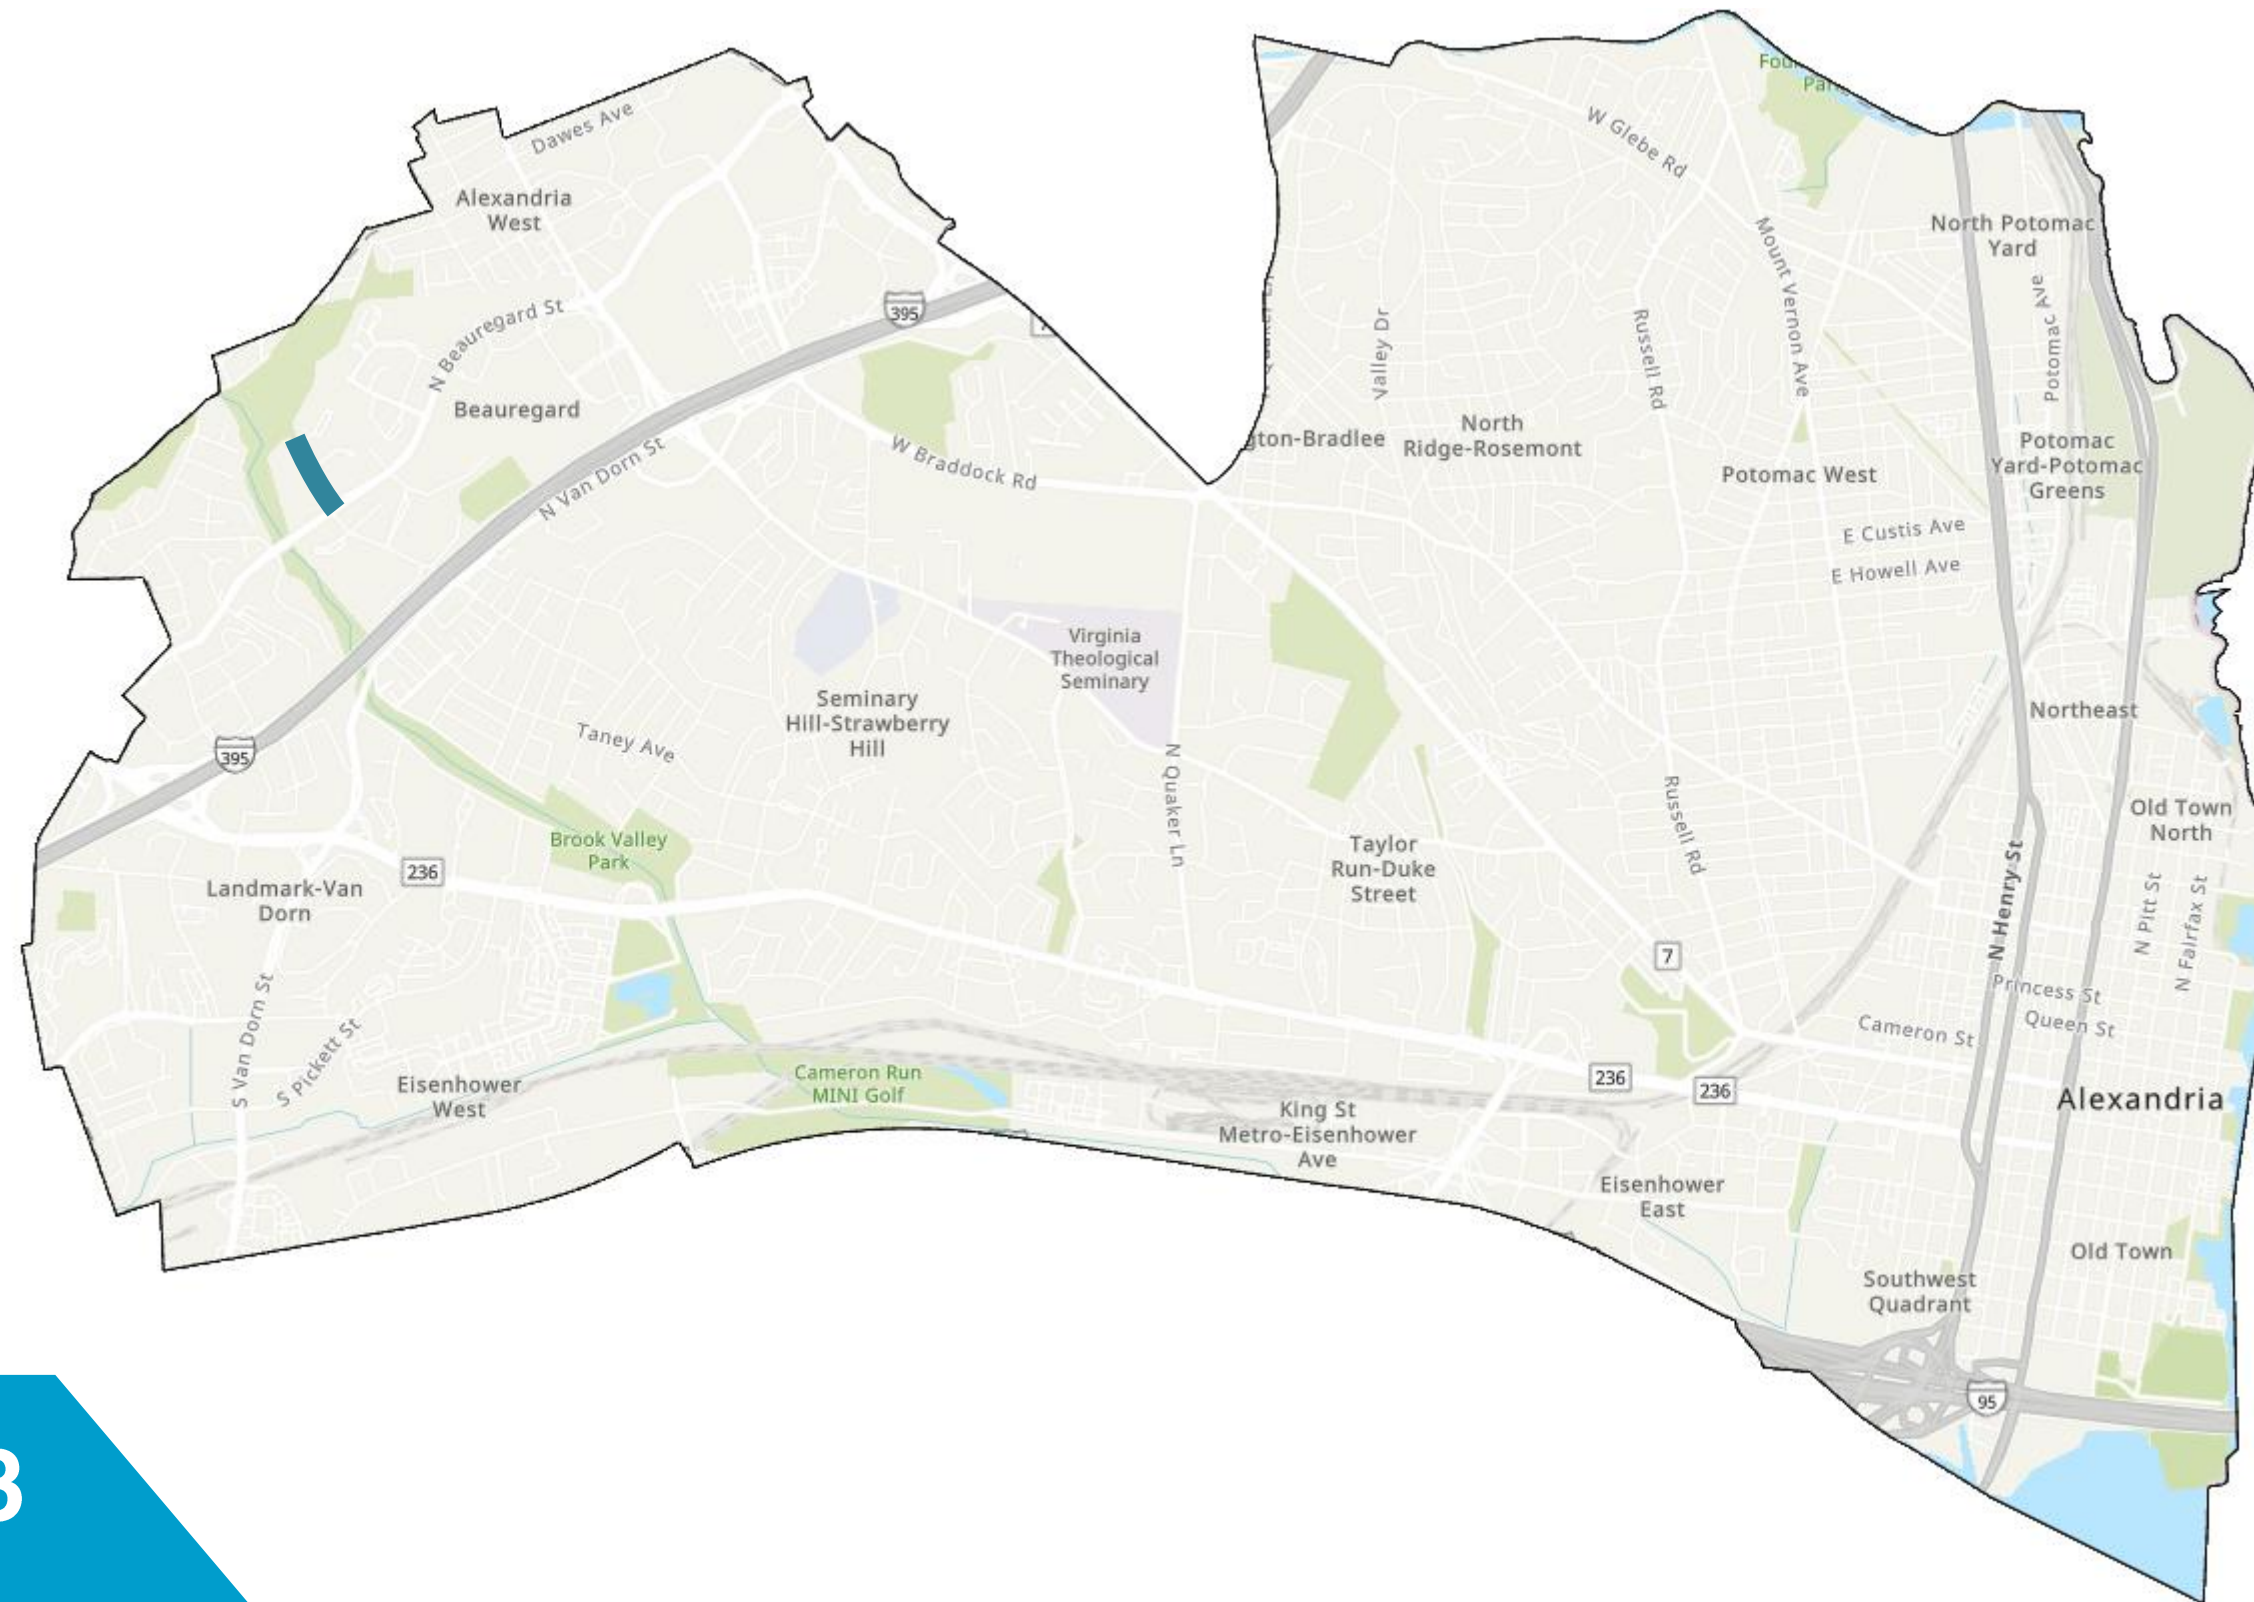 Dawes Ave
Alexandria
West
N Beauregard St
Beauregard
395
N Van Dorn St
W Braddock Rd
W Glebe Rd
Mount Vernon Ave
North Potomac
Yard
Potomac Ave
Valley Dr
Russell Rd
gton-Bradlee
North
Ridge-Rosemont
Potomac West
Potomac
Yard-Potomac
Greens
E Custis Ave
E Howell Ave
Virginia
Theological
Seminary
Seminary
Hill-Strawberry
Hill
Taney Ave
395
N Quaker Ln
Northeast
Russell Rd
Old Town
North
Brook Valley
Park
236
Landmark-Van
Dorn
Taylor
Run-Duke
Street
N Henry St
N Pitt St
N Fairfax St
7
Princess St
Queen St
Cameron St
S Van Dorn St
S Pickett St
Eisenhower
West
Cameron Run
MINI Golf
236
236
King St
Metro-Eisenhower
Ave
Alexandria
Eisenhower
East
Old Town
Southwest
Quadrant
95
3